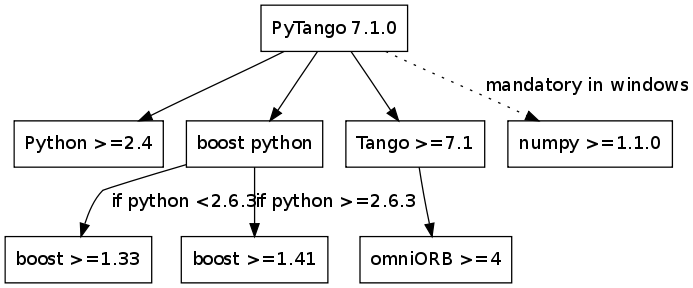 PyTango 7.1.0
mandatory in windows
Python >=2.4
boost python
Tango >=7.1
numpy >=1.1.0
if python <2.6.3
if python >=2.6.3
boost >=1.33
boost >=1.41
omniORB >=4